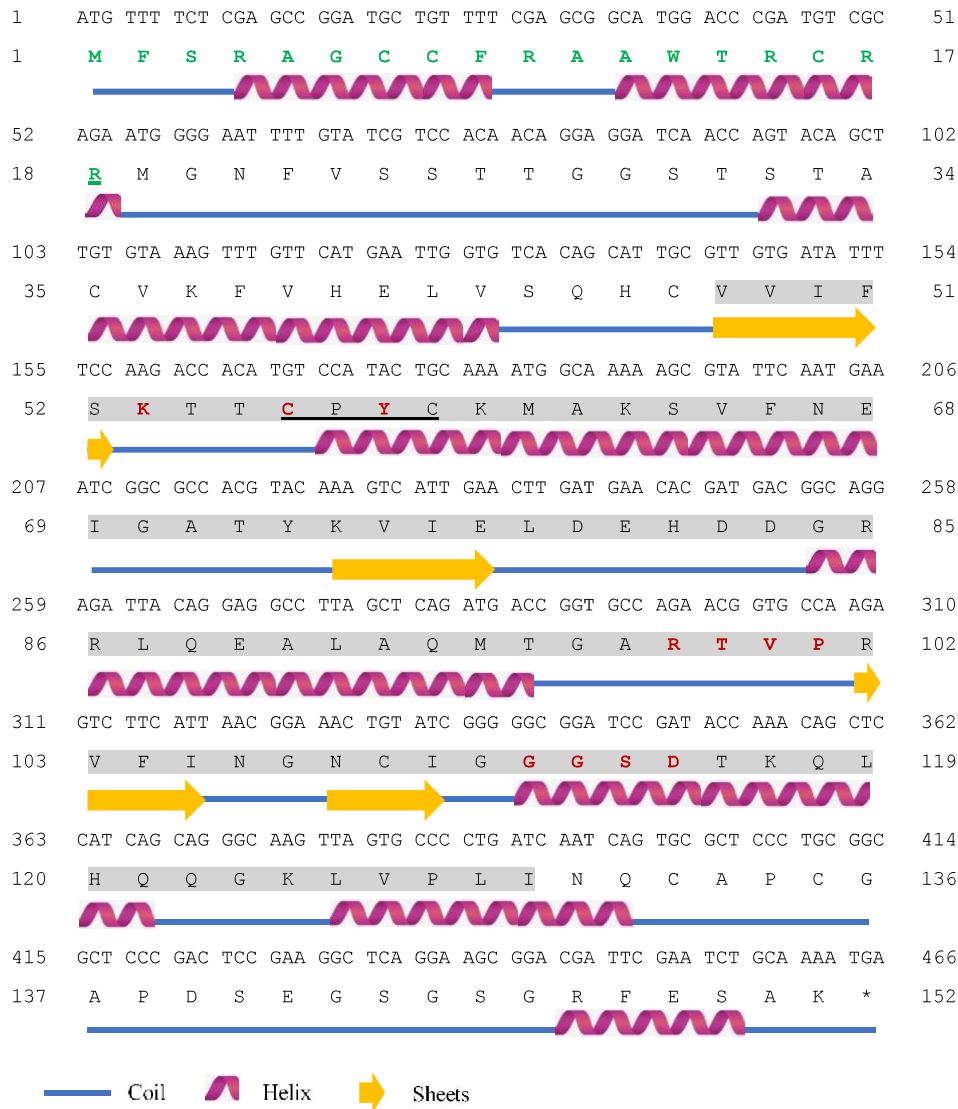 1 ATG TTT TCT CGA GCC GGA TGC TGT TTT CGA GCG GCA TGG ACC CGA TGT CGC 51
1 M F S R A G C C F R A A W T R C R 17
52 AGA ATG GGG AAT TTT GTA TCG TCC ACA ACA GGA GGA TCA ACC AGT ACA GCT 102
18 R M G N F V S S T T G G S T S T A 34
103 TGT GTA AAG TTT GTT CAT GAA TTG GTG TCA CAG CAT TGC GTT GTG ATA TTT 154
35 C V K F V H E L V S Q H C V V I F 51
155 TCC AAG ACC ACA TGT CCA TAC TGC AAA ATG GCA AAA AGC GTA TTC AAT GAA 206
52 S K T T C P Y C K M A K S V F N E 68
207 ATC GGC GCC ACG TAC AAA GTC ATT GAA CTT GAT GAA CAC GAT GAC GGC AGG 258
69 I G A T Y K V I E L D E H D D G R 85
259 AGA TTA CAG GAG GCC TTA GCT CAG ATG ACC GGT GCC AGA ACG GTG CCA AGA 310
86 R L Q E A L A Q M T G A R T V P R 102
311 GTC TTC ATT AAC GGA AAC TGT ATC GGG GGC GGA TCC GAT ACC AAA CAG CTC 362
103 V F I N G N C I G G G S D T K Q L 119
363 CAT CAG CAG GGC AAG TTA GTG CCC CTG ATC AAT CAG TGC GCT CCC TGC GGC 414
120 H Q Q G K L V P L I N Q C A P C G 136
415 GCT CCC GAC TCC GAA GGC TCA GGA AGC GGA CGA TTC GAA TCT GCA AAA TGA 466
137 A P D S E G S G S G R F E S A K * 152
Coil Helix Sheets